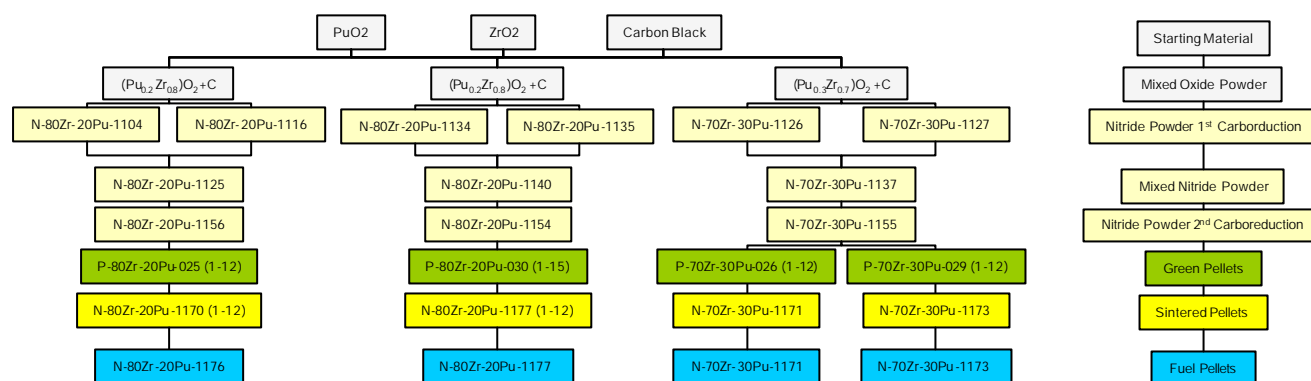 PuO2
ZrO2
Carbon Black
Starting Material
(Pu0.2Zr0.8)O2+C
(Pu0.2Zr0.8)O2+C
(Pu0.3Zr0.7)O2+C
Mixed Oxide Powder
N-80Zr-20Pu-1104
N-80Zr-20Pu-1116
N-80Zr-20Pu-1134
N-80Zr-20Pu-1135
N-70Zr-30Pu-1126
N-70Zr-30Pu-1127
Nitride Powder 1st Carborduction
N-80Zr-20Pu-1125
N-80Zr-20Pu-1140
N-70Zr-30Pu-1137
Mixed Nitride Powder
N-80Zr-20Pu-1156
N-80Zr-20Pu-1154
N-70Zr-30Pu-1155
Nitride Powder 2nd Carboreduction
P-80Zr-20Pu-025 (1-12)
P-80Zr-20Pu-030 (1-15)
P-70Zr-30Pu-026 (1-12)
P-70Zr-30Pu-029 (1-12)
Green Pellets
N-80Zr-20Pu-1170 (1-12)
N-80Zr-20Pu-1177 (1-12)
N-70Zr-30Pu-1171
N-70Zr-30Pu-1173
Sintered Pellets
N-80Zr-20Pu-1176
N-80Zr-20Pu-1177
N-70Zr-30Pu-1171
N-70Zr-30Pu-1173
Fuel Pellets